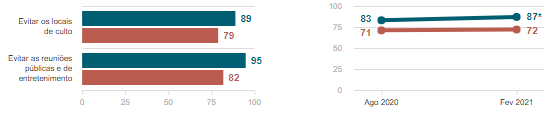 Evitar os locais
de culto
89
79
Evitar as reuniões
públicas e de
entretenimento
95
82
0 25 50 75 100
100
75
50
25
0
83 87*
71 72
Ago 2020 Fev 2021